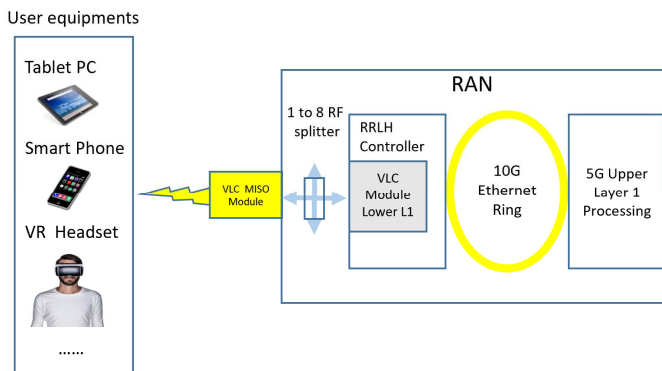 User equipments
Tablet PC
Smart Phone
VR Headset
......
VLC MISO
Module
1 to 8 RF
splitter
RAN
RRLH
Controller
VLC
Module
Lower L1
10G
Ethernet
Ring
5G Upper
Layer 1
Processing